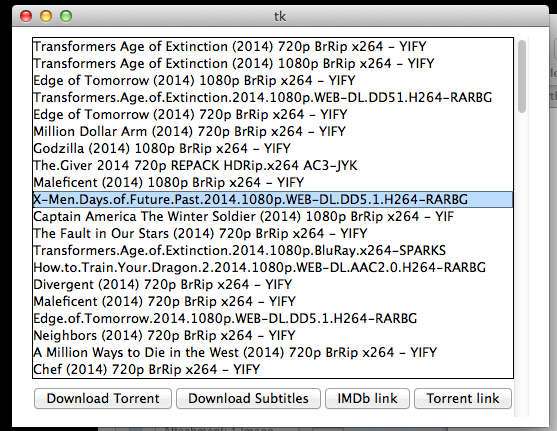 tk
Transformers Age of Extinction (2014) 720p BrRip x264 - YIFY
Transformers Age of Extinction (2014) 1080p BrRip x264 - YIFY
Edge of Tomorrow (2014) 1080p BrRip x264 - YIFY
Transformers.Age.of.Extinction.2014.1080p.WEB-DL.DD51.H264-RARBG
Edge of Tomorrow (2014) 720p BrRip x264 - YIFY
Million Dollar Arm (2014) 720p BrRip x264 - YIFY
Godzilla (2014) 1080p BrRip x264 - YIFY
The.Giver 2014 720p REPACK HDRip.x264 AC3-JYK
Maleficent (2014) 1080p BrRip x264 - YIFY
X-Men.Days.of.Future.Past.2014.1080p.WEB-DL.DD5.1.H264-RARBG
Captain America The Winter Soldier (2014) 1080p BrRip x264 - YIF
The Fault in Our Stars (2014) 720p BrRip x264 - YIFY
Transformers.Age.of.Extinction.2014.1080p.BluRay.x264-SPARKS
How.to.Train.Your.Dragon.2.2014.1080p.WEB-DL.AAC2.0.H264-RARBG
Divergent (2014) 720p BrRip x264 - YIFY
Maleficent (2014) 720p BrRip x264 - YIFY
Edge.of.Tomorrow.2014.1080p.WEB-DL.DD5.1.H264-RARBG
Neighbors (2014) 720p BrRip x264 - YIFY
A Million Ways to Die in the West (2014) 720p BrRip x264 - YIFY
Chef (2014) 720p BrRip x264 - YIFY
Download Torrent Download Subtitles IMDb link Torrent link